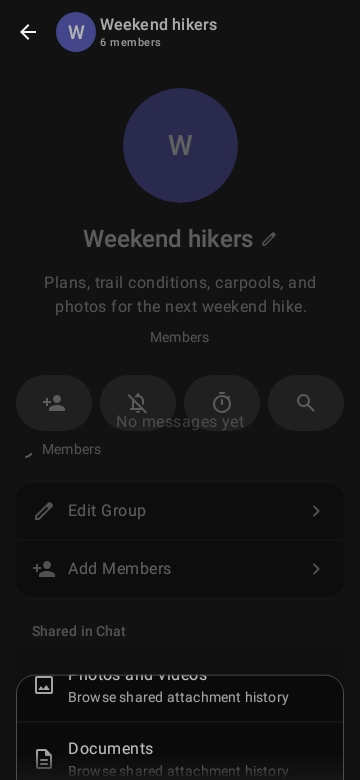 W
Weekend hikers
6 members
W
Weekend hikers
Plans, trail conditions, carpools, and
photos for the next weekend hike.
Members
No messages yet
Members
Edit Group
Add Members
Shared in Chat
Photos and videos
Browse shared attachment history
Documents
Browse shared attachment history